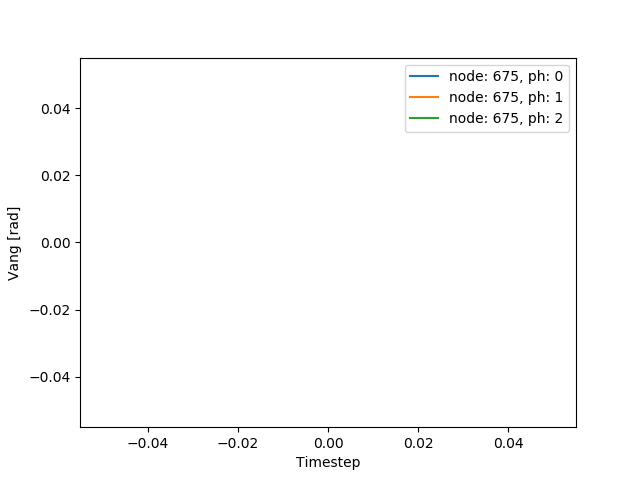 node: 675, ph: 0
node: 675, ph: 1
node: 675, ph: 2
0.04
0.02
0.00
−0.02
−0.04
Vang [rad]
−0.04 −0.02 0.00 0.02 0.04
Timestep